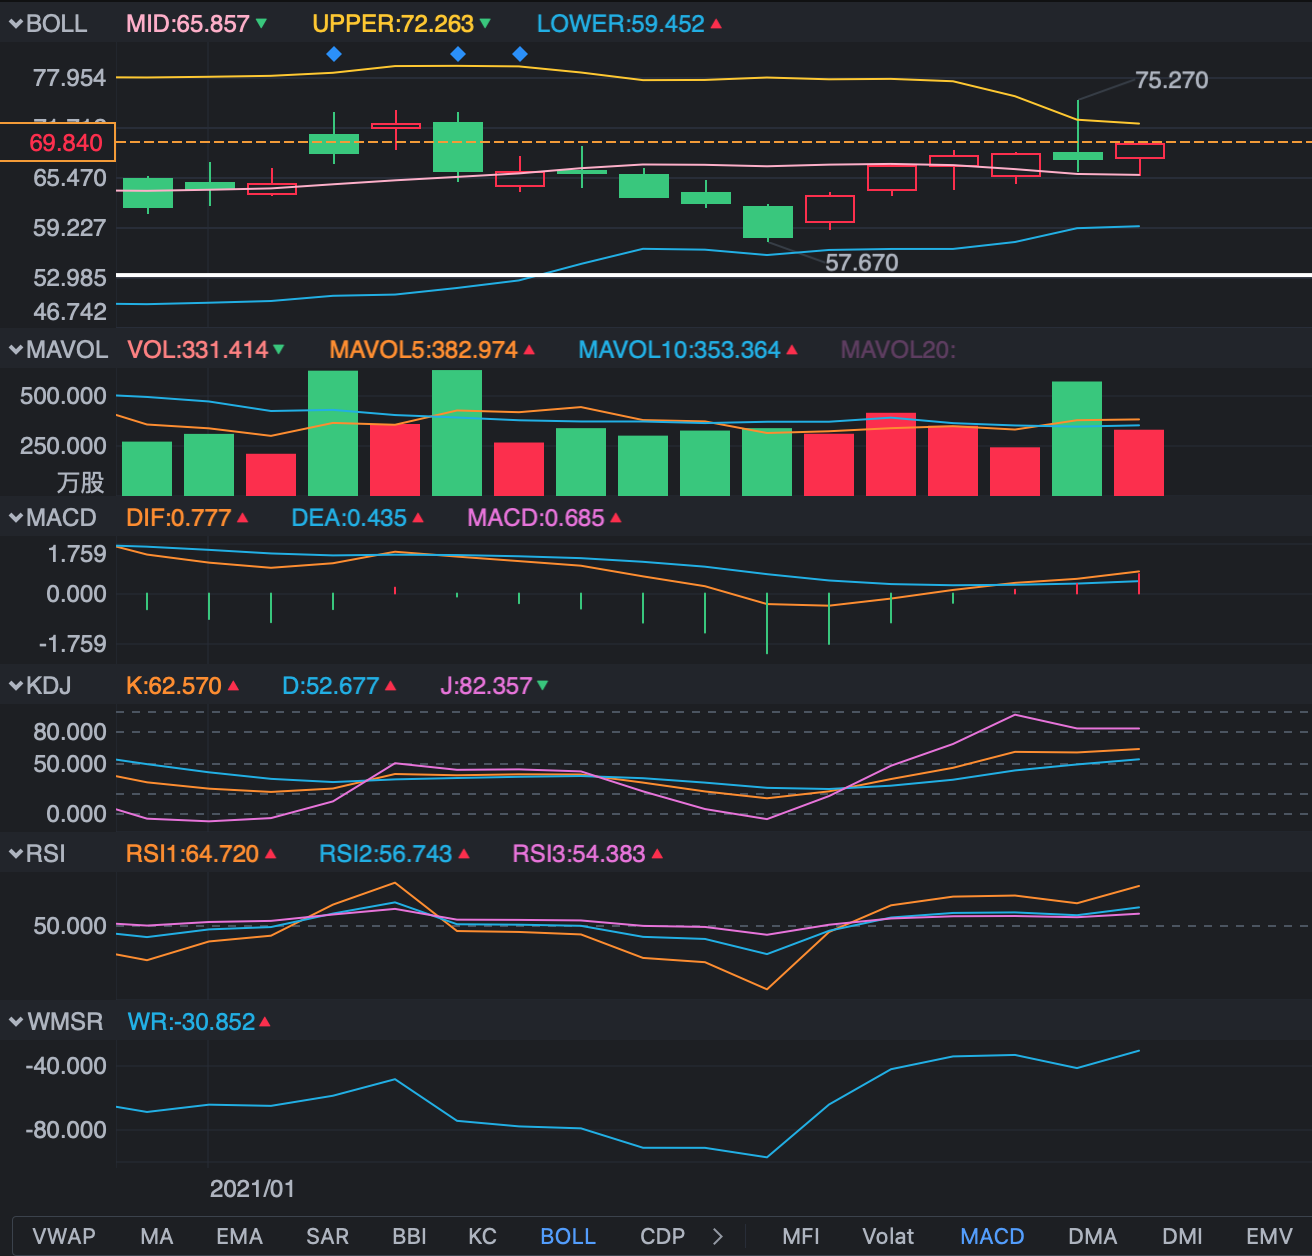 BOLL MID:65.857 UPPER:72.263 LOWER:59.452
77.954
75.270
69.840
65.470
59.227
57.670
52.985
46.742
MAVOL VOL:331.414 MAVOL5:382.974 MAVOL10:353.364 MAVOL20:
500.000
250.000
万股
MACD DIF:0.777 DEA:0.435 MACD:0.685
1.759
0.000
-1.759
KDJ K:62.570 D:52.677 J:82.357
80.000
50.000
0.000
RSI RSI1:64.720 RSI2:56.743 RSI3:54.383
50.000
WMSR WR:-30.852
-40.000
-80.000
2021/01
VWAP MA EMA SAR BBI KC BOLL CDP > MFI Volat MACD DMA DMI EMV